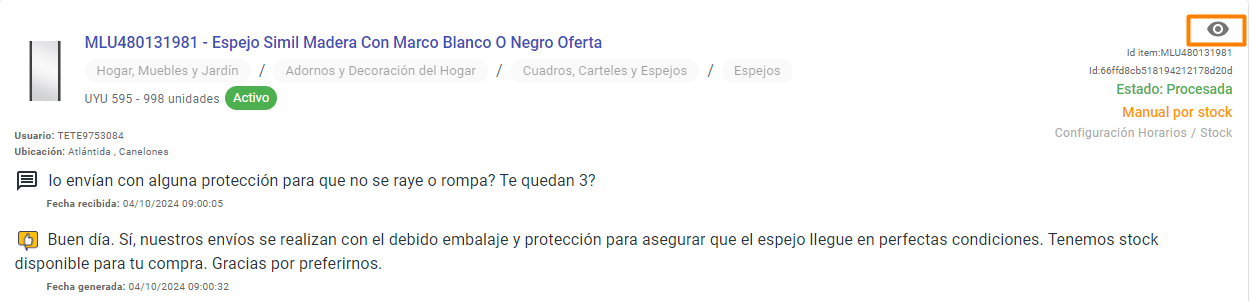 MLU480131981 - Espejo Simil Madera Con Marco Blanco O Negro Oferta
Id item:MLU480131981
Hogar, Muebles y Jardín / Adornos y Decoración del Hogar / Cuadros, Carteles y Espejos / Espejos
Id:66ffd8cb518194212178d20d
Estado: Procesada
UYU 595 - 998 unidades Activo
Manual por stock
Configuración Horarios / Stock
Usuario: TETE9753084
Ubicación: Atlántida , Canelones
lo envían con alguna protección para que no se raye o rompa? Te quedan 3?
Fecha recibida: 04/10/2024 09:00:05
Buen día. Sí, nuestros envíos se realizan con el debido embalaje y protección para asegurar que el espejo llegue en perfectas condiciones. Tenemos stock
disponible para tu compra. Gracias por preferirnos.
Fecha generada: 04/10/2024 09:00:32